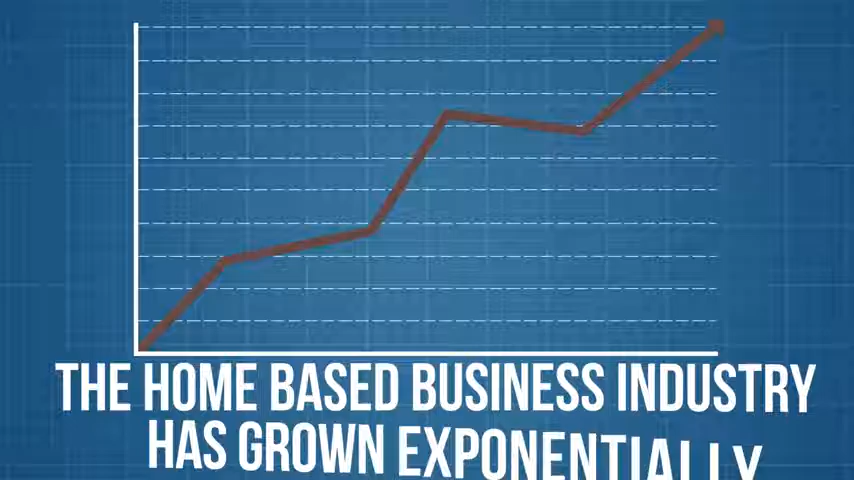 THE HOME BASED BUSINESS INDUSTRY
HAS GROWN EXPONENTIALLY